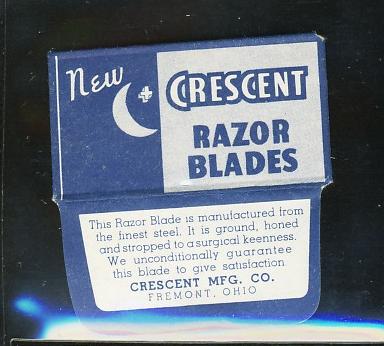 New
CRESCENT
RAZOR
BLADES
This Razor Blade is manufactured from
the finest steel. It is ground, honed
and stropped to a surgical keenness.
We unconditionally guarantee
this blade to give satisfaction
CRESCENT MFG. CO.
FREMONT, OHIO